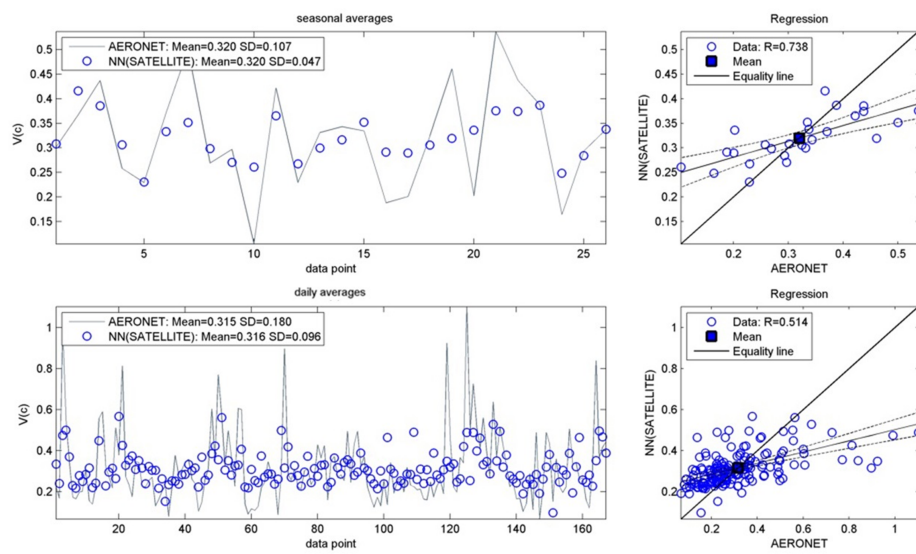 seasonal averages
AERONET: Mean=0.320 SD=0.107
NN(SATELLITE): Mean=0.320 SD=0.047
V(c)
0.5
0.45
0.4
0.35
0.3
0.25
0.2
0.15
5
10
15
20
25
data point
Regression
Data: R=0.738
Mean
Equality line
NN(SATELLITE)
0.5
0.45
0.4
0.35
0.3
0.25
0.2
0.15
0.2
0.3
0.4
0.5
AERONET
daily averages
AERONET: Mean=0.315 SD=0.180
NN(SATELLITE): Mean=0.316 SD=0.096
V(c)
1
0.8
0.6
0.4
0.2
20
40
60
80
100
120
140
160
data point
Regression
Data: R=0.514
Mean
Equality line
NN(SATELLITE)
1
0.8
0.6
0.4
0.2
0.2
0.4
0.6
0.8
1
AERONET